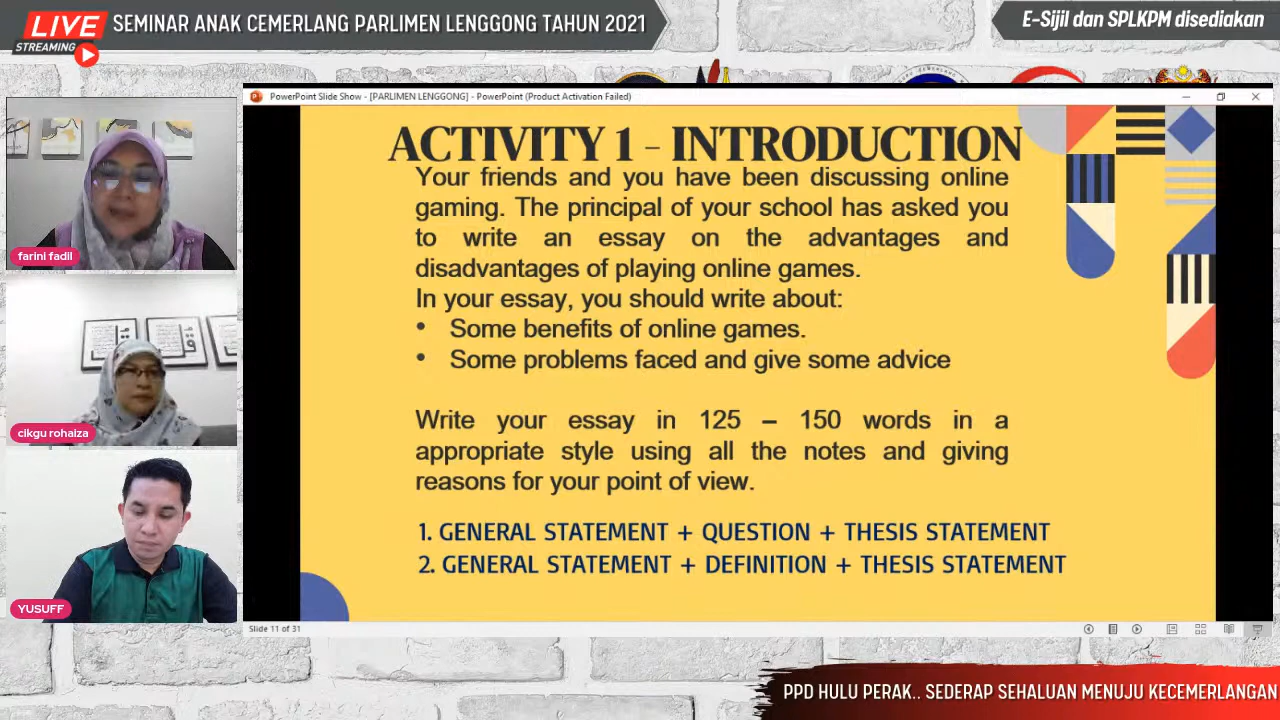 LIVE
STREAMING
SEMINAR ANAK CEMERLANG PARLIMEN LENGGONG TAHUN 2021
E-Sijil dan SPLKPM disediakan
PowerPoint Slide Show - [PARLIMEN LENGGONG] - PowerPoint (Product Activation Failed)
farini fadil
cikgu rohaiza
YUSUFF
ACTIVITY 1 - INTRODUCTION
Your friends and you have been discussing online
gaming. The principal of your school has asked you
to write an essay on the advantages and
disadvantages of playing online games.
In your essay, you should write about:
• Some benefits of online games.
• Some problems faced and give some advice
Write your essay in 125 – 150 words in a
appropriate style using all the notes and giving
reasons for your point of view.
1. GENERAL STATEMENT + QUESTION + THESIS STATEMENT
2. GENERAL STATEMENT + DEFINITION + THESIS STATEMENT
Slide 11 of 31
PPD HULU PERAK.. SEDERAP SEHALUAN MENUJU KECEMERLANGAN